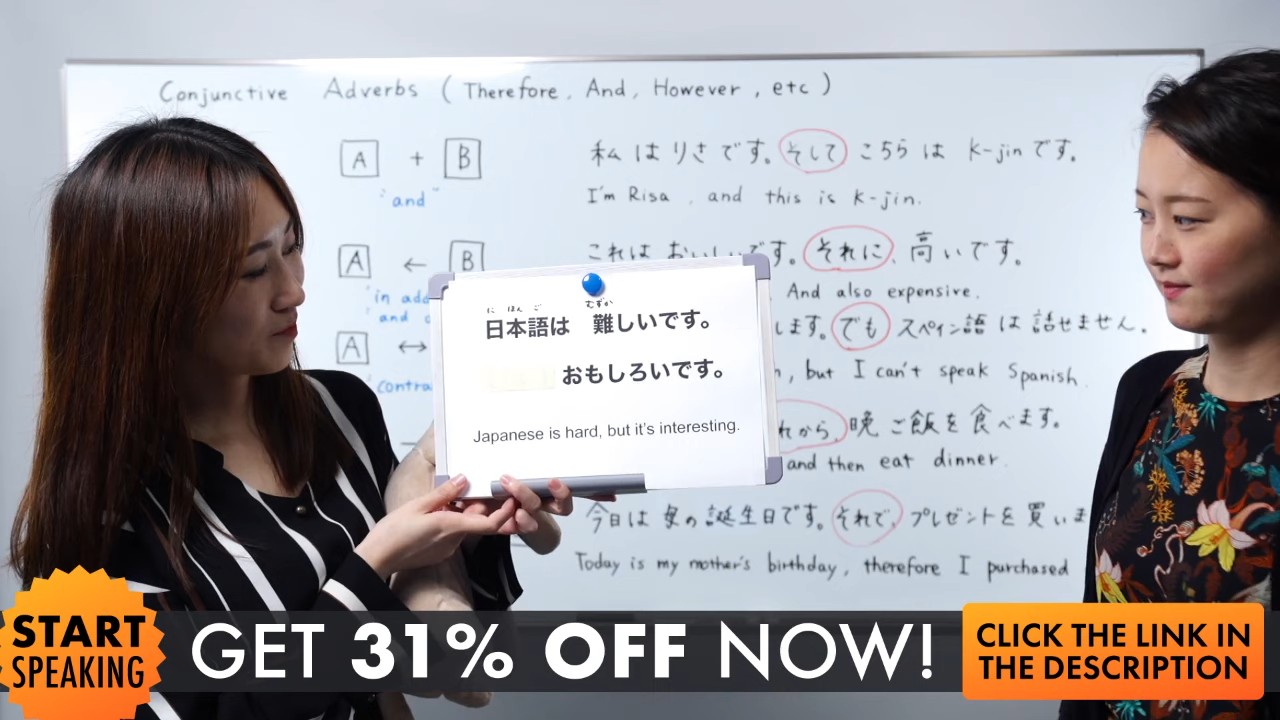 Conjunctive Adverbs (Therefore, And, However, etc)
A + B
"and"
私はりさです。そして こちらは K-jinです。
I'm Risa, and this is K-jin.
A ← B
"in
and
これは おいしいです。それに、高いです。
And also expensive.
A ↔
ます。でも スペイン語は話せません。
, but I can't speak Spanish.
れから、晩ご飯を食べます。
and then eat dinner.
今日は 母の誕生日です。それで、プレゼントを買いま
Today is my mother's birthday, therefore I purchased
に ほん ご むずか
日本語は 難しいです。
おもしろいです。
Japanese is hard, but it's interesting.
START
SPEAKING
GET 31% OFF NOW!
CLICK THE LINK IN
THE DESCRIPTION